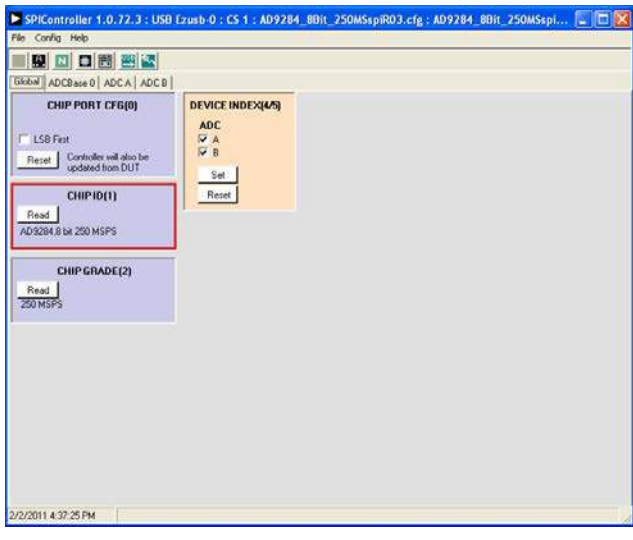 SPIController 1.0.72.3 : USB Ezusb-0 : CS 1 : AD9284_8Bit_250MSspiR03.cfg : AD9284_8Bit_250MSspi...
File Config Help
Global ADCBase 0 ADC A ADC B
CHIP PORT CFG(0)
LSB First
Reset Controller will also be
updated from DUT
DEVICE INDEX(4/5)
ADC
A
B
Set
Reset
CHIP ID(1)
Read
AD9284,8 bit 250 MSPS
CHIP GRADE(2)
Read
250 MSPS
2/2/2011 4:37:25 PM